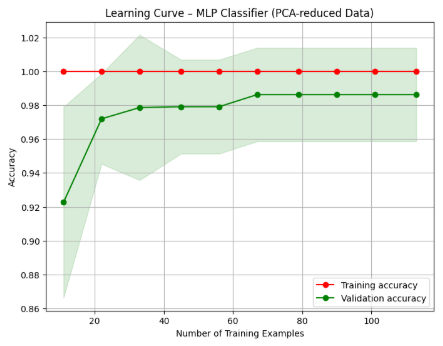 Learning Curve – MLP Classifier (PCA-reduced Data)
1.02
1.00
0.98
0.96
0.94
0.92
0.90
0.88
0.86
Accuracy
20
40
60
80
100
Number of Training Examples
Training accuracy
Validation accuracy